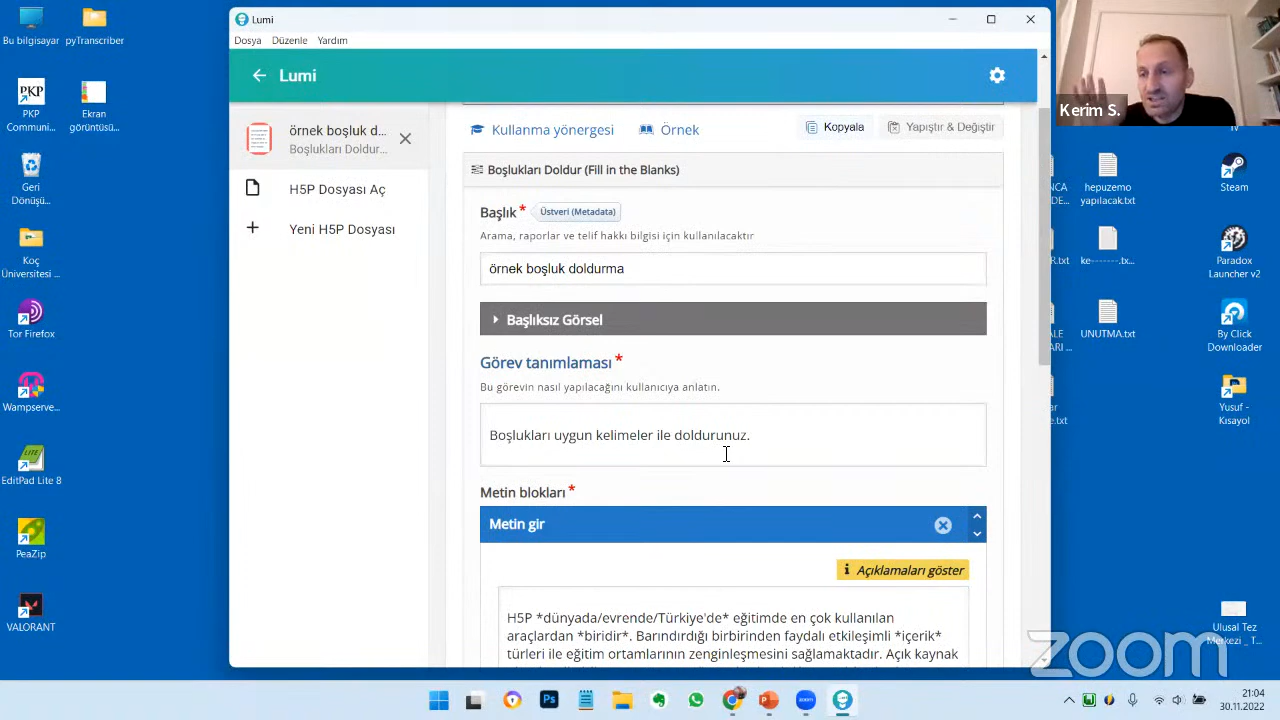 Bu bilgisayar
pyTranscriber
PKP
PKP
Communi...
Ekran
görüntüsü...
Geri
Dönüşü...
Koç
Üniversitesi ...
Tor Firefox
Wampserve...
EditPad Lite 8
PeaZip
VALORANT
Lumi
Dosya Düzenle Yardım
Lumi
örnek boşluk d...
Boşlukları Doldur...
H5P Dosyası Aç
Yeni H5P Dosyası
Kullanma yönergesi Örnek Kopyala Yapıştır & Değiştir
Boşlukları Doldur (Fill in the Blanks)
Başlık* Üstveri (Metadata)
Arama, raporlar ve telif hakkı bilgisi için kullanılacaktır
örnek boşluk doldurma
Başlıksız Görsel
Görev tanımlaması *
Bu görevin nasıl yapılacağını kullanıcıya anlatın.
Boşlukları uygun kelimeler ile doldurunuz.
Metin blokları *
Metin gir
Açıklamaları göster
H5P *dünyada/evrende/Türkiye'de* eğitimde en çok kullanılan
araçlardan *biridir*. Barındırdığı birbirinden faydalı etkileşimli *içerik*
türleri ile eğitim ortamlarının zenginleşmesini sağlamaktadır. Açık kaynak
Kerim S.
hepuzemo
yapılacak.txt
Steam
ke-------.tx...
Paradox
Launcher v2
UNUTMA.txt
By Click
Downloader
Yusuf -
Kısayol
Ulusal Tez
Merkezi _ T...
zoom
Ps
zoom
21:04
30.11.2022